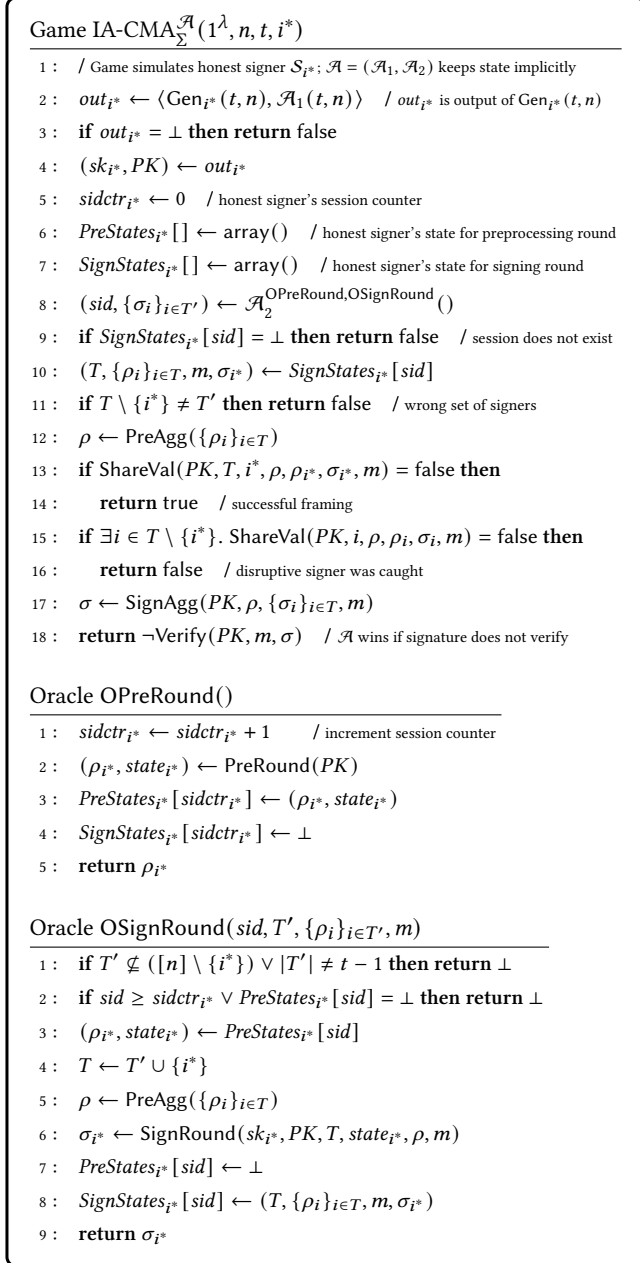 Game IA-CMA_Σ^𝒜(1^λ, n, t, i*)
1 : / Game simulates honest signer 𝒮_{i*}; 𝒜 = (𝒜_1, 𝒜_2) keeps state implicitly
2 : out_{i*} ← ⟨Gen_{i*}(t, n), 𝒜_1(t, n)⟩ / out_{i*} is output of Gen_{i*}(t, n)
3 : if out_{i*} = ⊥ then return false
4 : (sk_{i*}, PK) ← out_{i*}
5 : sidctr_{i*} ← 0 / honest signer's session counter
6 : PreStates_{i*}[] ← array() / honest signer's state for preprocessing round
7 : SignStates_{i*}[] ← array() / honest signer's state for signing round
8 : (sid, {σ_i}_{i∈T′}) ← 𝒜_2^{OPreRound,OSignRound}()
9 : if SignStates_{i*}[sid] = ⊥ then return false / session does not exist
10 : (T, {ρ_i}_{i∈T}, m, σ_{i*}) ← SignStates_{i*}[sid]
11 : if T \ {i*} ≠ T′ then return false / wrong set of signers
12 : ρ ← PreAgg({ρ_i}_{i∈T})
13 : if ShareVal(PK, T, i*, ρ, ρ_{i*}, σ_{i*}, m) = false then
14 : return true / successful framing
15 : if ∃i ∈ T \ {i*}. ShareVal(PK, i, ρ, ρ_i, σ_i, m) = false then
16 : return false / disruptive signer was caught
17 : σ ← SignAgg(PK, ρ, {σ_i}_{i∈T}, m)
18 : return ¬Verify(PK, m, σ) / 𝒜 wins if signature does not verify
Oracle OPreRound()
1 : sidctr_{i*} ← sidctr_{i*} + 1 / increment session counter
2 : (ρ_{i*}, state_{i*}) ← PreRound(PK)
3 : PreStates_{i*}[sidctr_{i*}] ← (ρ_{i*}, state_{i*})
4 : SignStates_{i*}[sidctr_{i*}] ← ⊥
5 : return ρ_{i*}
Oracle OSignRound(sid, T′, {ρ_i}_{i∈T′}, m)
1 : if T′ ⊈ ([n] \ {i*}) ∨ |T′| ≠ t − 1 then return ⊥
2 : if sid ≥ sidctr_{i*} ∨ PreStates_{i*}[sid] = ⊥ then return ⊥
3 : (ρ_{i*}, state_{i*}) ← PreStates_{i*}[sid]
4 : T ← T′ ∪ {i*}
5 : ρ ← PreAgg({ρ_i}_{i∈T})
6 : σ_{i*} ← SignRound(sk_{i*}, PK, T, state_{i*}, ρ, m)
7 : PreStates_{i*}[sid] ← ⊥
8 : SignStates_{i*}[sid] ← (T, {ρ_i}_{i∈T}, m, σ_{i*})
9 : return σ_{i*}